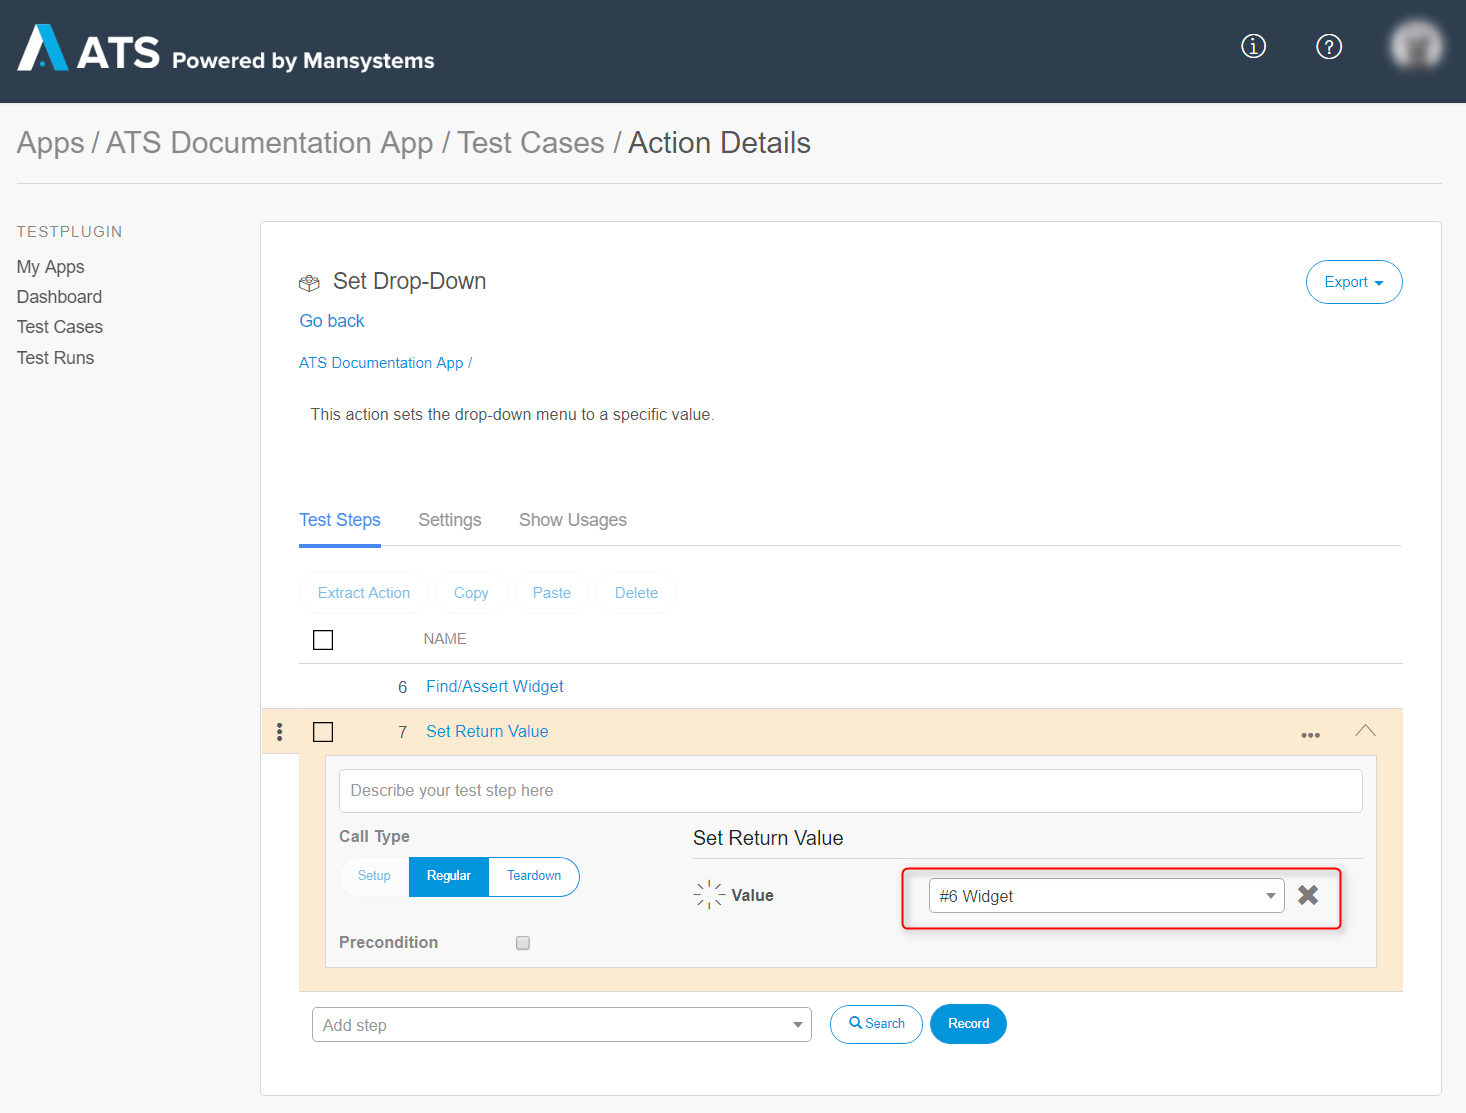 ATS Powered by Mansystems
Apps / ATS Documentation App / Test Cases / Action Details
TESTPLUGIN
My Apps
Dashboard
Test Cases
Test Runs
Set Drop-Down
Export
Go back
ATS Documentation App /
This action sets the drop-down menu to a specific value.
Test Steps Settings Show Usages
Extract Action Copy Paste Delete
NAME
6 Find/Assert Widget
7 Set Return Value
Describe your test step here
Call Type
Setup Regular Teardown
Precondition
Set Return Value
Value #6 Widget
Add step Search Record